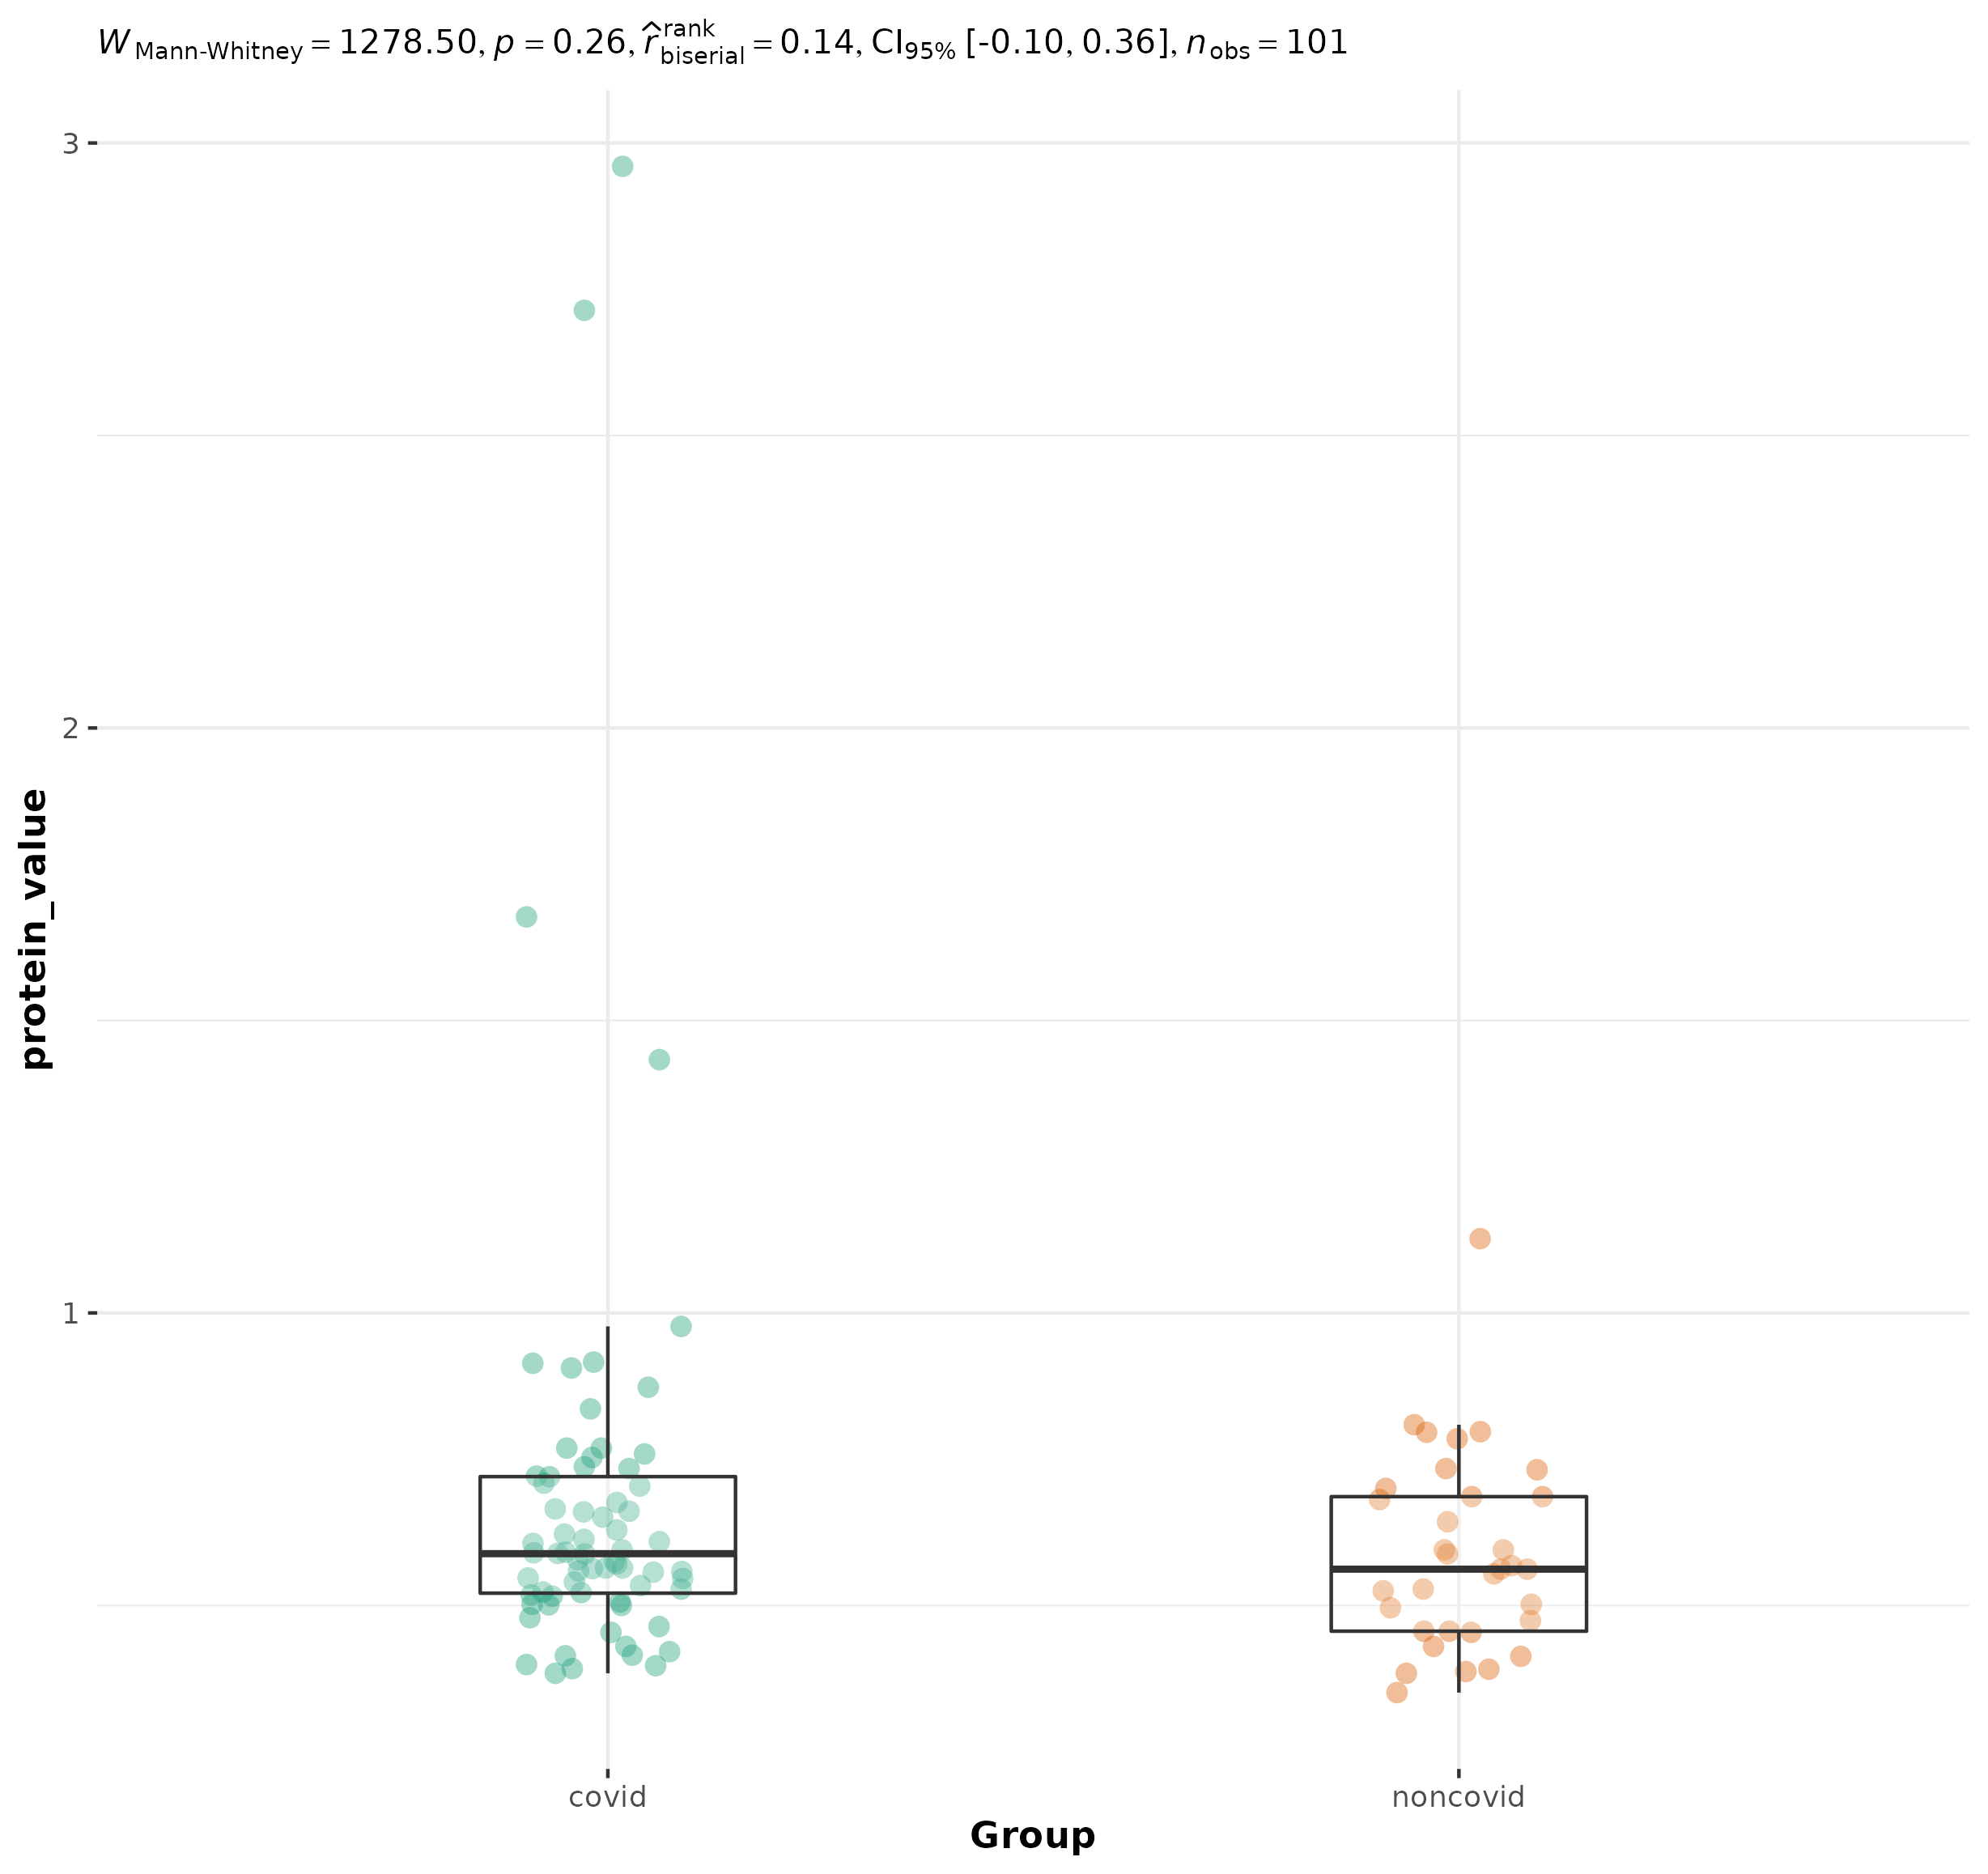 W Mann-Whitney = 1278.50, p = 0.26, r̂ rank biserial = 0.14, CI95% [-0.10, 0.36], n obs = 101
3
2
1
protein_value
covid noncovid
Group